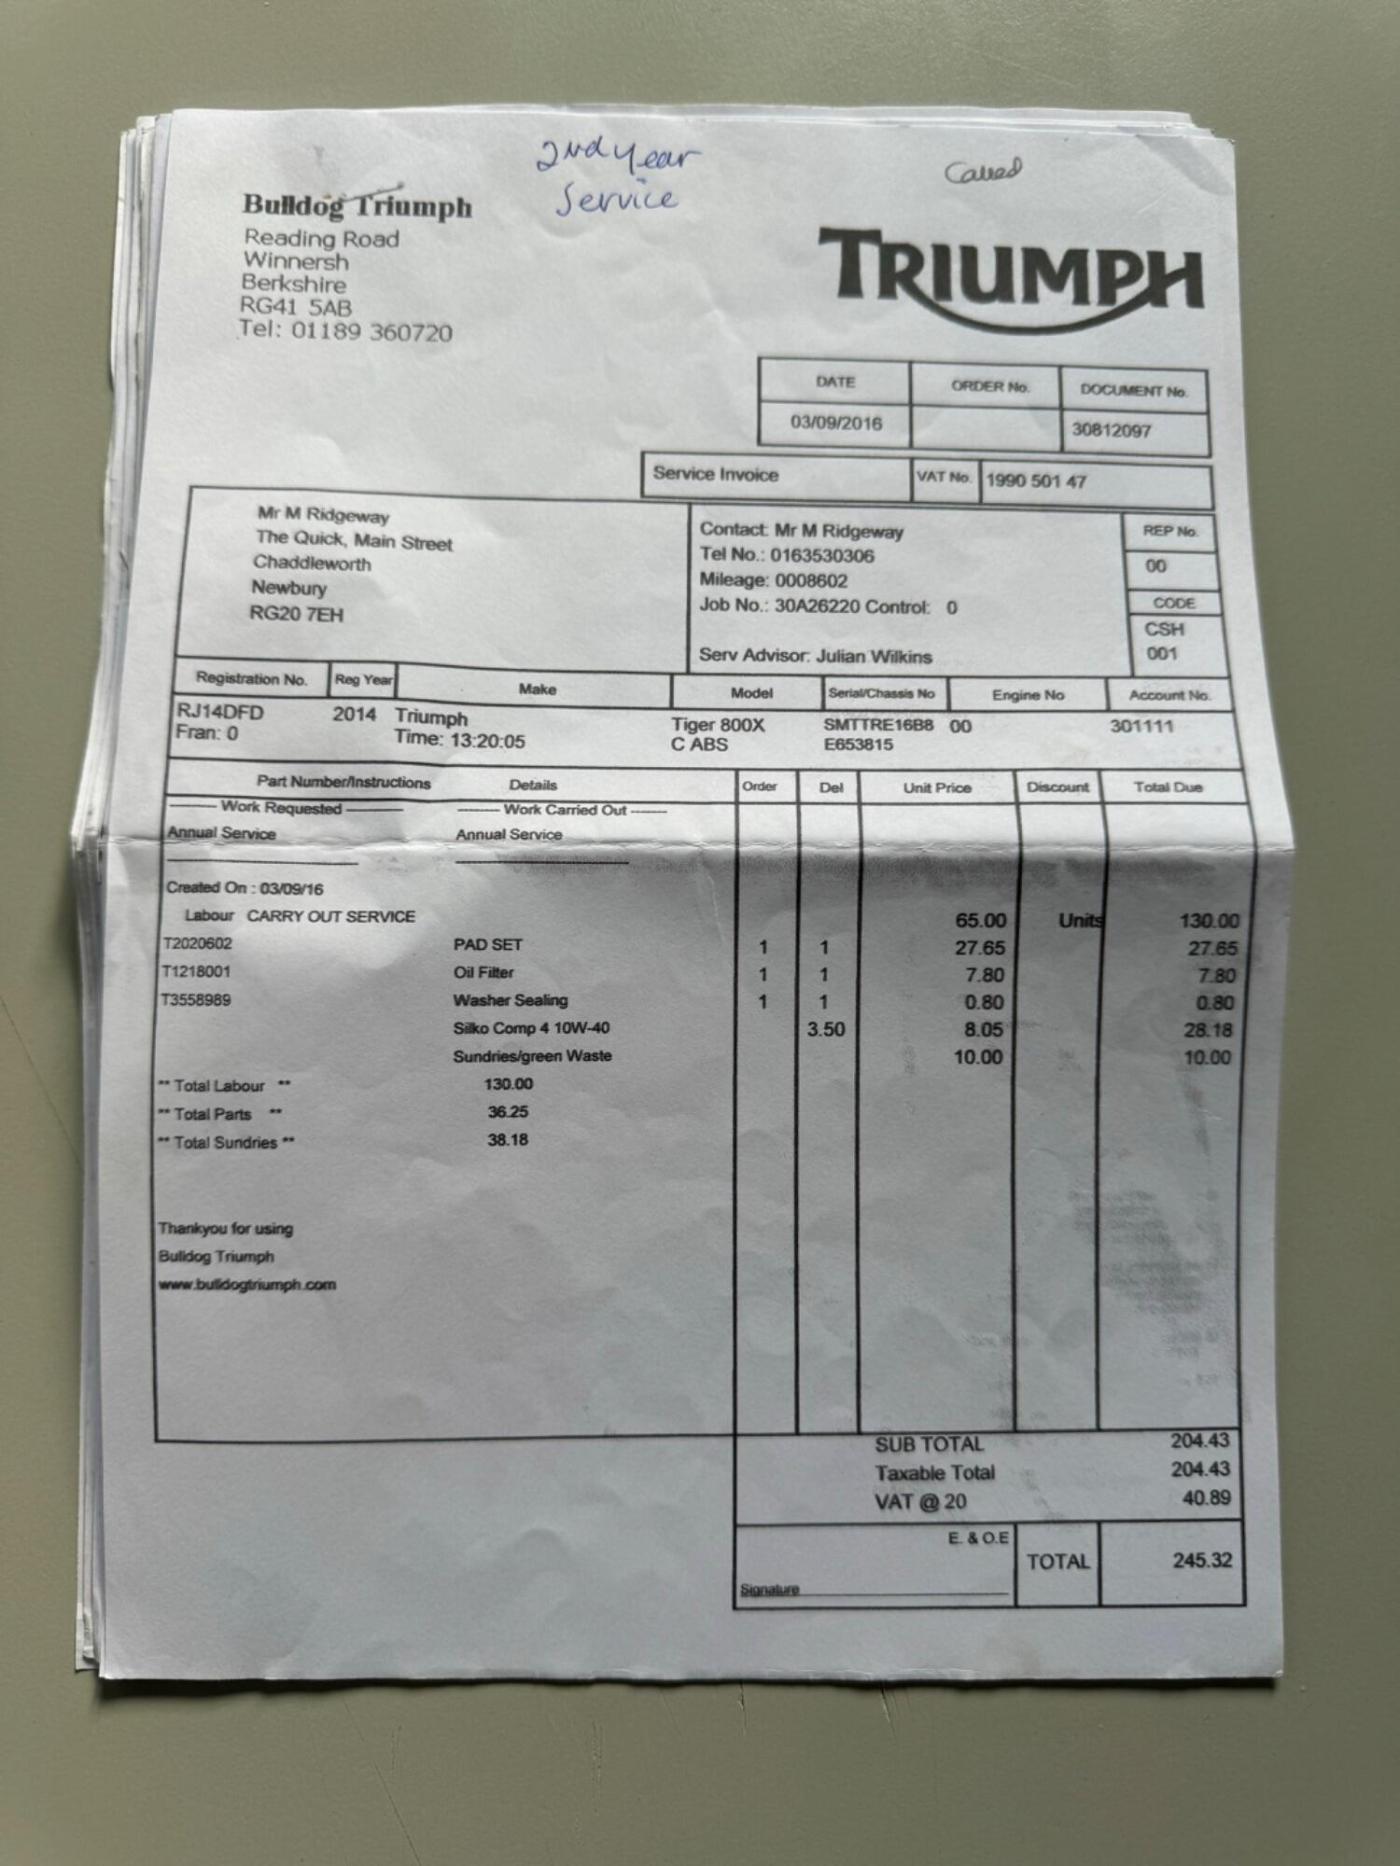 2nd year
Service
Called
Bulldog Triumph
Reading Road
Winnersh
Berkshire
RG41 5AB
Tel: 01189 360720
TRIUMPH
DATE ORDER No. DOCUMENT No.
03/09/2016 30812097
Service Invoice VAT No. 1990 501 47
Mr M Ridgeway
The Quick, Main Street
Chaddleworth
Newbury
RG20 7EH
Contact: Mr M Ridgeway
Tel No.: 0163530306
Mileage: 0008602
Job No.: 30A26220 Control: 0
Serv Advisor: Julian Wilkins
REP No.
00
CODE
CSH
001
Registration No. Reg Year Make Model Serial/Chassis No Engine No Account No.
RJ14DFD 2014 Triumph Tiger 800X SMTTRE16B8 00 301111
Fran: 0 Time: 13:20:05 C ABS E653815
Part Number/Instructions Details Order Del Unit Price Discount Total Due
------- Work Requested ------- ------- Work Carried Out -------
Annual Service Annual Service
Created On : 03/09/16
Labour CARRY OUT SERVICE 65.00 Units 130.00
T2020602 PAD SET 1 1 27.65 27.65
T1218001 Oil Filter 1 1 7.80 7.80
T3558989 Washer Sealing 1 1 0.80 0.80
Silko Comp 4 10W-40 3.50 8.05 28.18
Sundries/green Waste 10.00 10.00
** Total Labour ** 130.00
** Total Parts ** 36.25
** Total Sundries ** 38.18
Thankyou for using
Bulldog Triumph
www.bulldogtriumph.com
SUB TOTAL 204.43
Taxable Total 204.43
VAT @ 20 40.89
E. & O.E
TOTAL 245.32
Signature